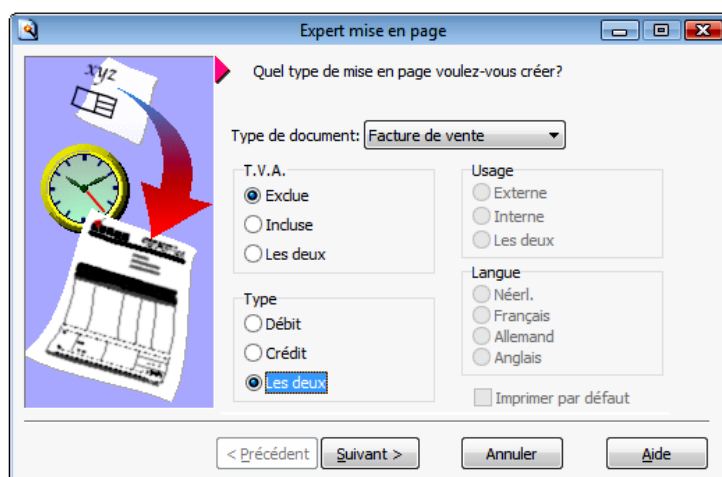 Expert mise en page
xyz
Quel type de mise en page voulez-vous créer?
Type de document: Facture de vente
T.V.A.
Exclue
Incluse
Les deux
Type
Débit
Crédit
Les deux
Usage
Externe
Interne
Les deux
Langue
Néerl.
Français
Allemand
Anglais
Imprimer par défaut
< Précédent
Suivant >
Annuler
Aide